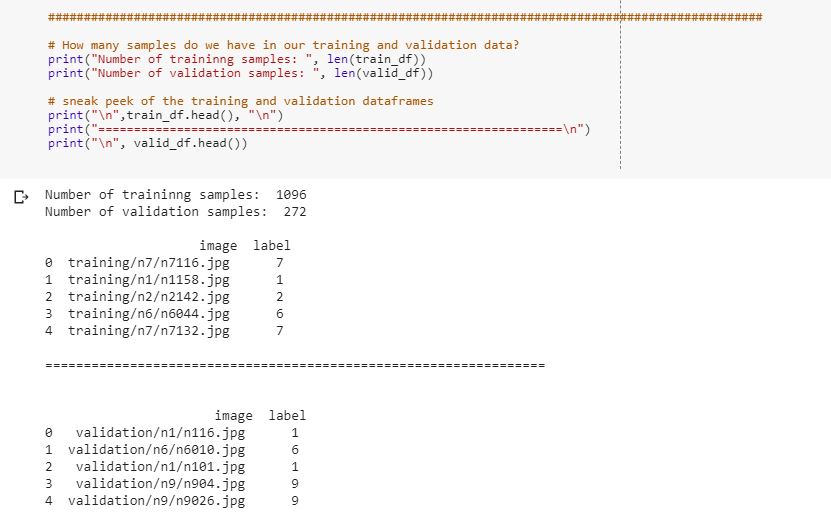 ####################################################################################################
# How many samples do we have in our training and validation data?
print("Number of traininng samples: ", len(train_df))
print("Number of validation samples: ", len(valid_df))
# sneak peek of the training and validation dataframes
print("\n",train_df.head(), "\n")
print("=================================================================\n")
print("\n", valid_df.head())
Number of traininng samples:  1096
Number of validation samples:  272
image  label
0  training/n7/n7116.jpg      7
1  training/n1/n1158.jpg      1
2  training/n2/n2142.jpg      2
3  training/n6/n6044.jpg      6
4  training/n7/n7132.jpg      7
=================================================================
image  label
0   validation/n1/n116.jpg      1
1  validation/n6/n6010.jpg      6
2   validation/n1/n101.jpg      1
3   validation/n9/n904.jpg      9
4  validation/n9/n9026.jpg      9